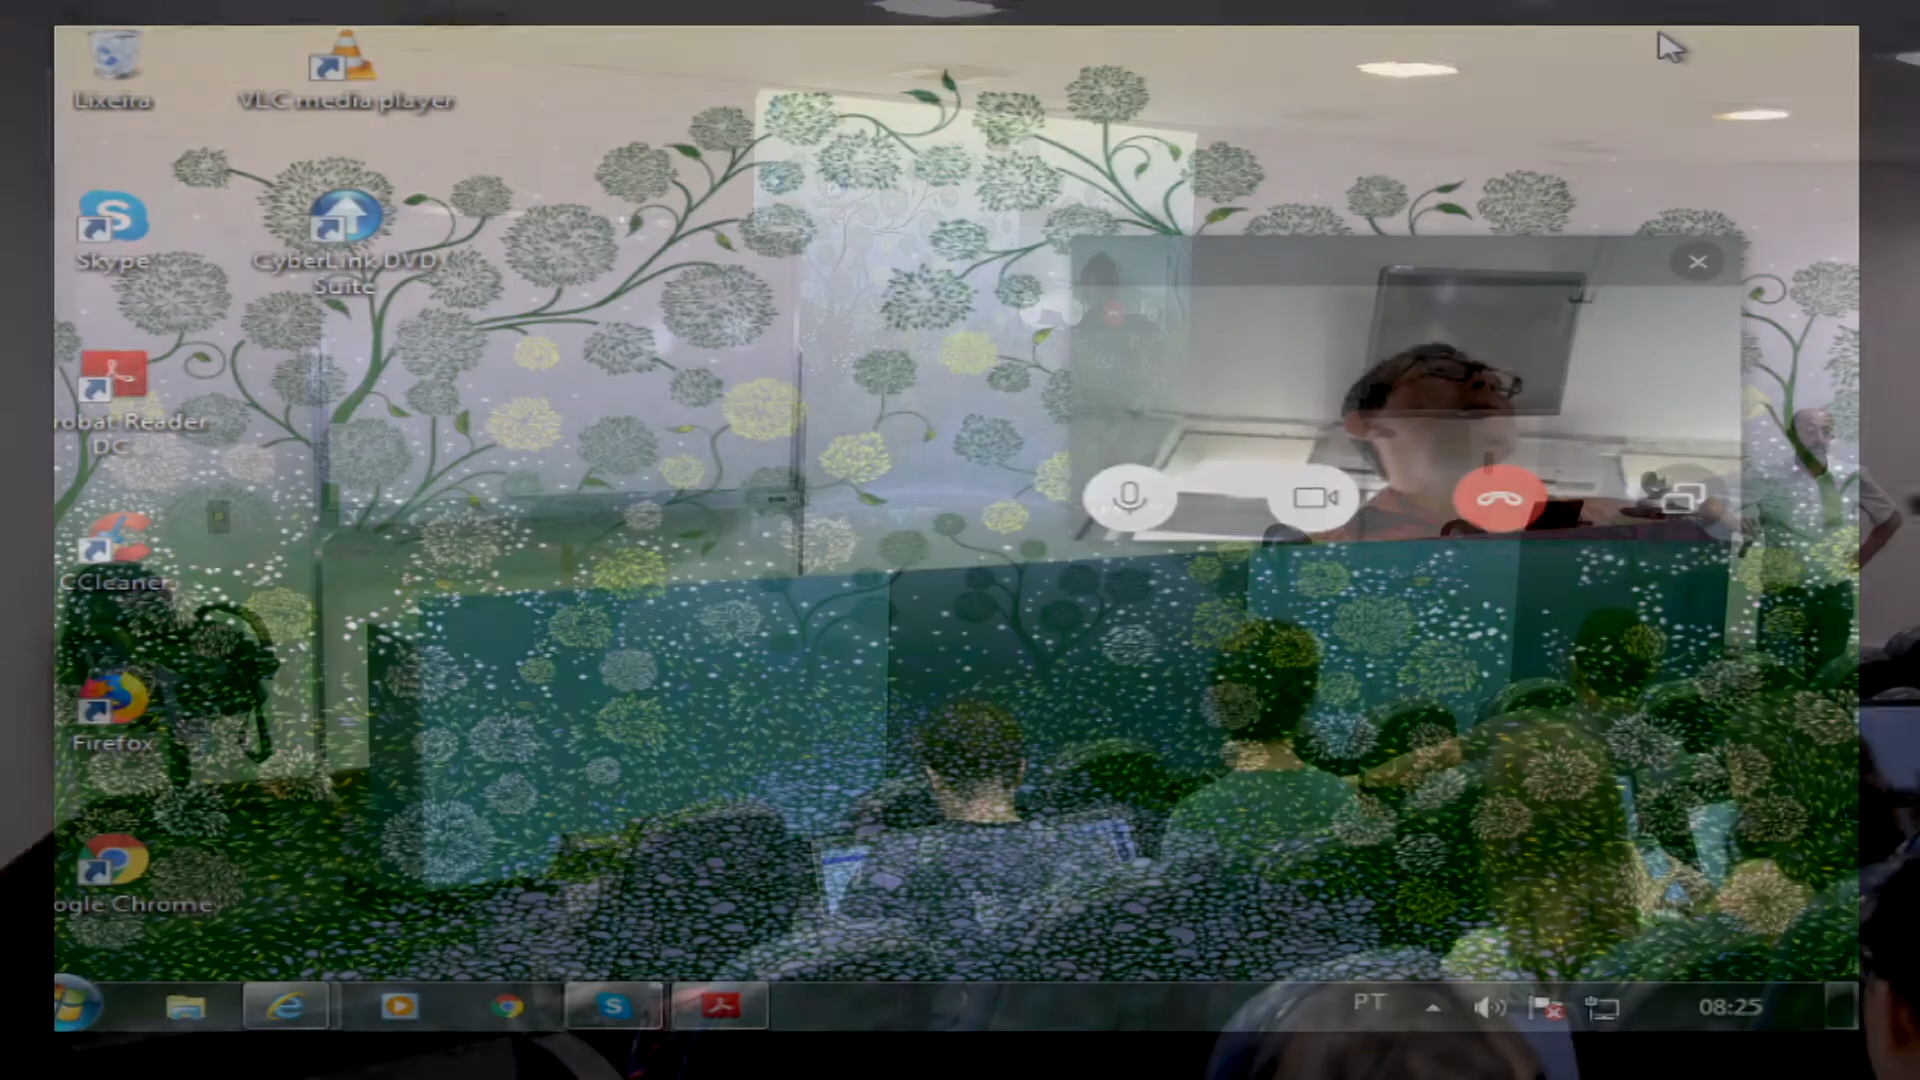 Lixeira
VLC media player
Skype
CyberLink DVD
Suite
robat Reader
DC
CCleaner
Firefox
ogle Chrome
PT
08:25